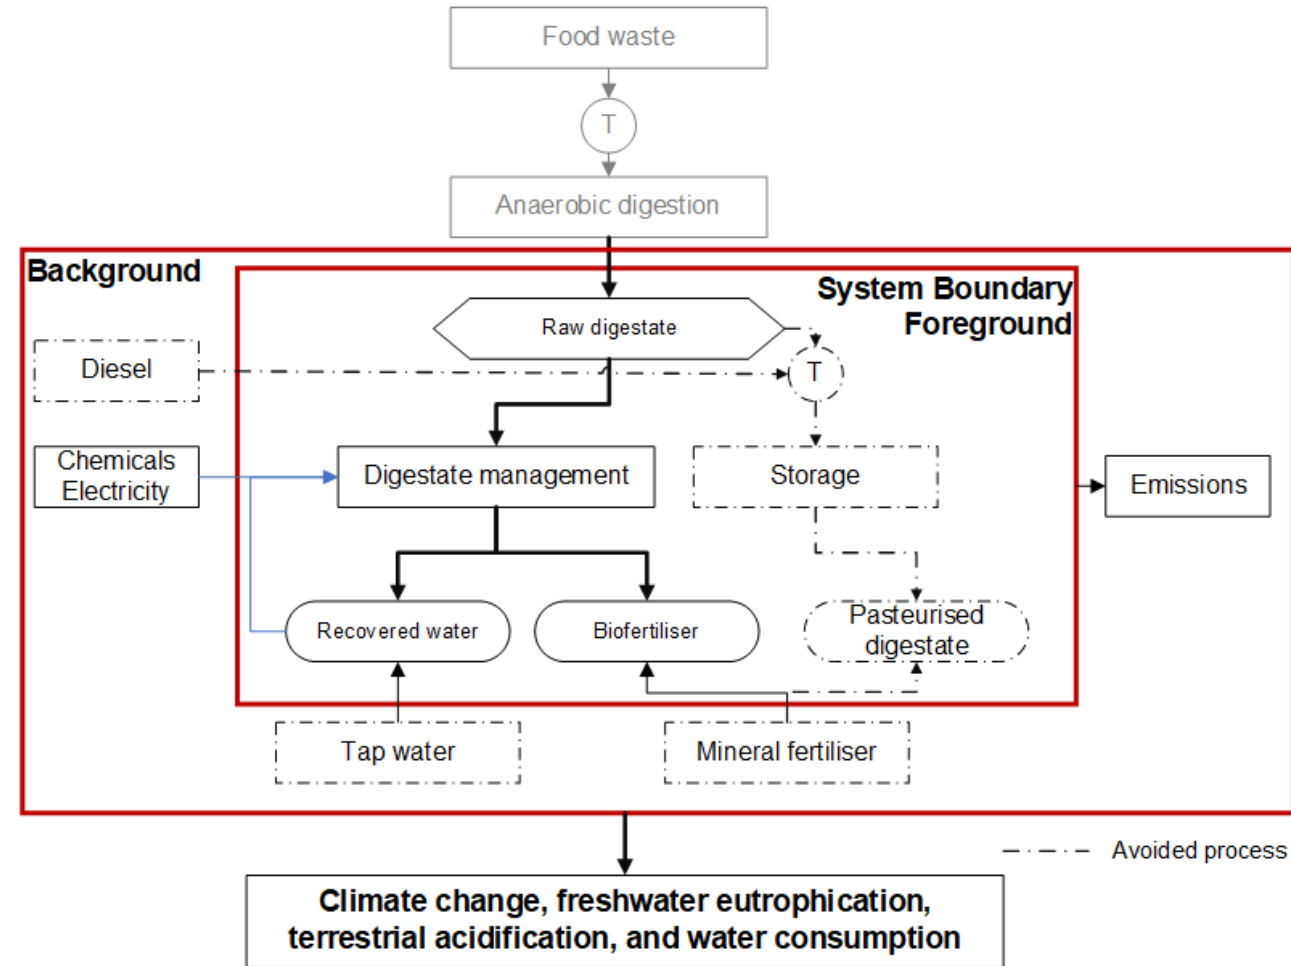 Food waste
T
Anaerobic digestion
Background
System Boundary
Foreground
Raw digestate
Diesel
T
Chemicals
Electricity
Digestate management
Storage
Emissions
Recovered water
Biofertiliser
Pasteurised
digestate
Tap water
Mineral fertiliser
Avoided process
Climate change, freshwater eutrophication,
terrestrial acidification, and water consumption